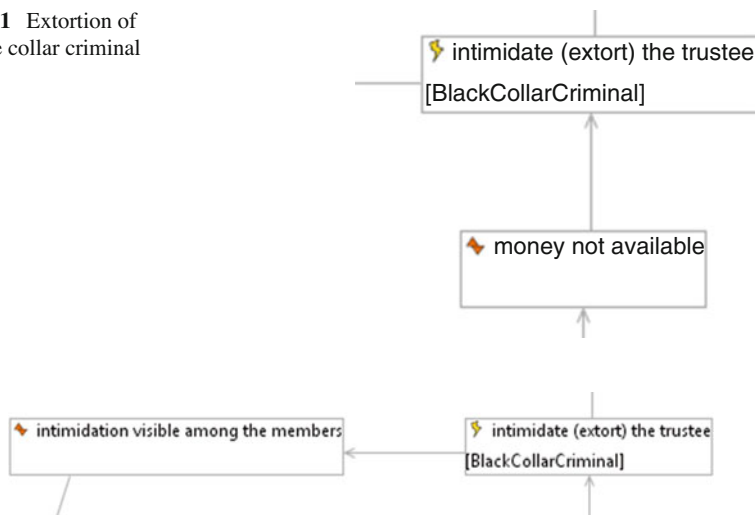 1 Extortion of
collar criminal
intimidate (extort) the trustee
[BlackCollarCriminal]
money not available
intimidation visible among the members
intimidate (extort) the trustee
[BlackCollarCriminal]